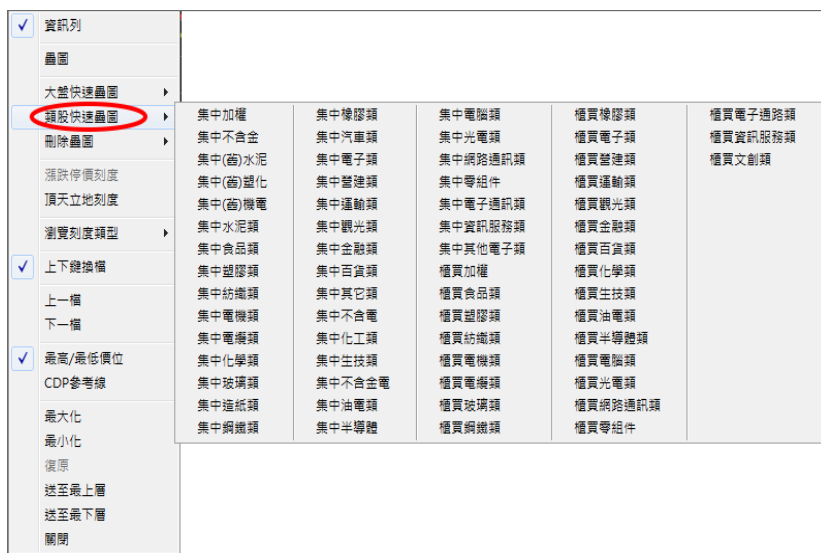 資訊列
疊圖
大盤快速疊圖
類股快速疊圖
刪除疊圖
漲跌停價刻度
頂天立地刻度
瀏覽刻度類型
上下鍵換檔
上一檔
下一檔
最高/最低價位
CDP參考線
最大化
最小化
復原
送至最上層
送至最下層
關閉
集中加權
集中不含金
集中(舊)水泥
集中(舊)塑化
集中(舊)機電
集中水泥類
集中食品類
集中塑膠類
集中紡織類
集中電機類
集中電纜類
集中化學類
集中玻璃類
集中造紙類
集中鋼鐵類
集中橡膠類
集中汽車類
集中電子類
集中營建類
集中運輸類
集中觀光類
集中金融類
集中百貨類
集中其它類
集中不含電
集中化工類
集中生技類
集中不含金電
集中油電類
集中半導體
集中電腦類
集中光電類
集中網路通訊類
集中零組件
集中電子通訊類
集中資訊服務類
集中其他電子類
櫃買加權
櫃買食品類
櫃買塑膠類
櫃買紡織類
櫃買電機類
櫃買電纜類
櫃買玻璃類
櫃買鋼鐵類
櫃買橡膠類
櫃買電子類
櫃買營建類
櫃買運輸類
櫃買觀光類
櫃買金融類
櫃買百貨類
櫃買化學類
櫃買生技類
櫃買油電類
櫃買半導體類
櫃買電腦類
櫃買光電類
櫃買網路通訊類
櫃買零組件
櫃買電子通路類
櫃買資訊服務類
櫃買文創類